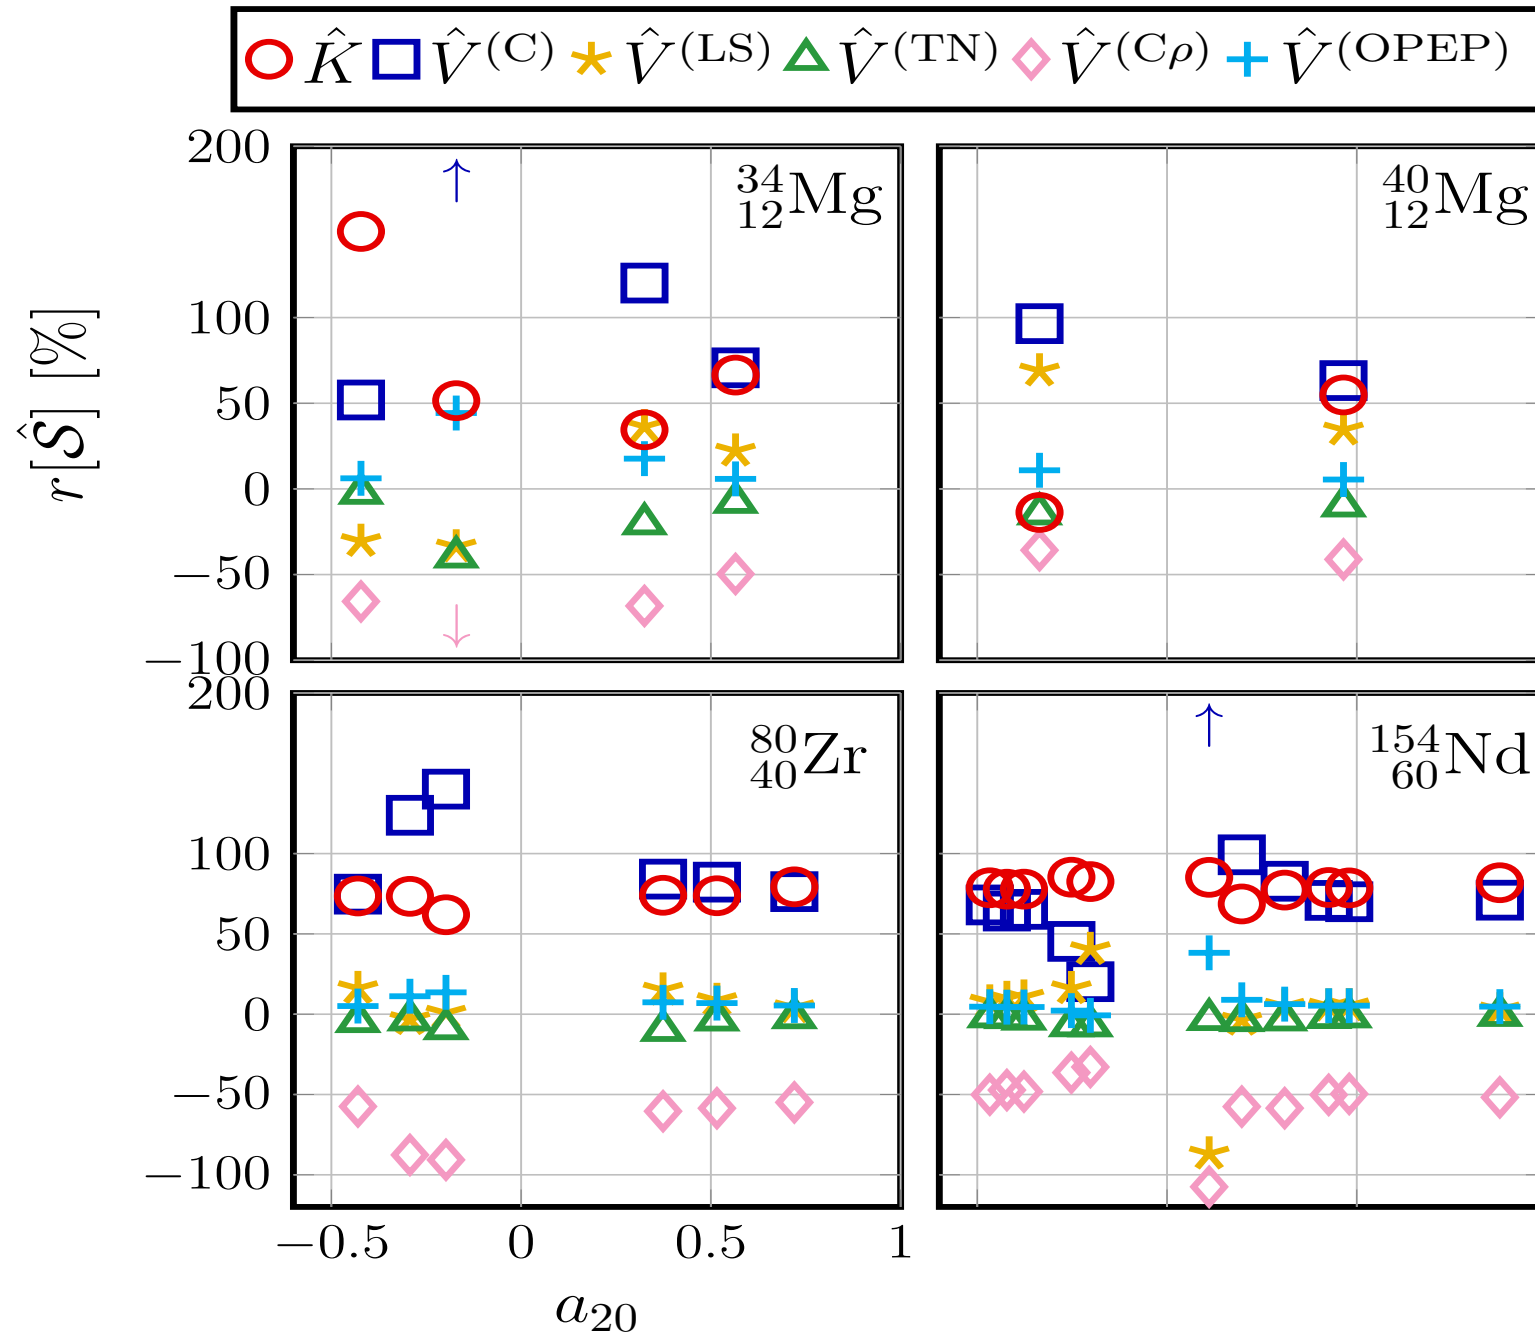 K̂ V̂(C) V̂(LS) V̂(TN) V̂(Cρ) V̂(OPEP)
r[Ŝ] [%]
200
100
50
0
−50
−100
³⁴₁₂Mg
⁴⁰₁₂Mg
200
100
50
0
−50
−100
⁸⁰₄₀Zr
¹⁵⁴₆₀Nd
−0.5 0 0.5 1
a₂₀